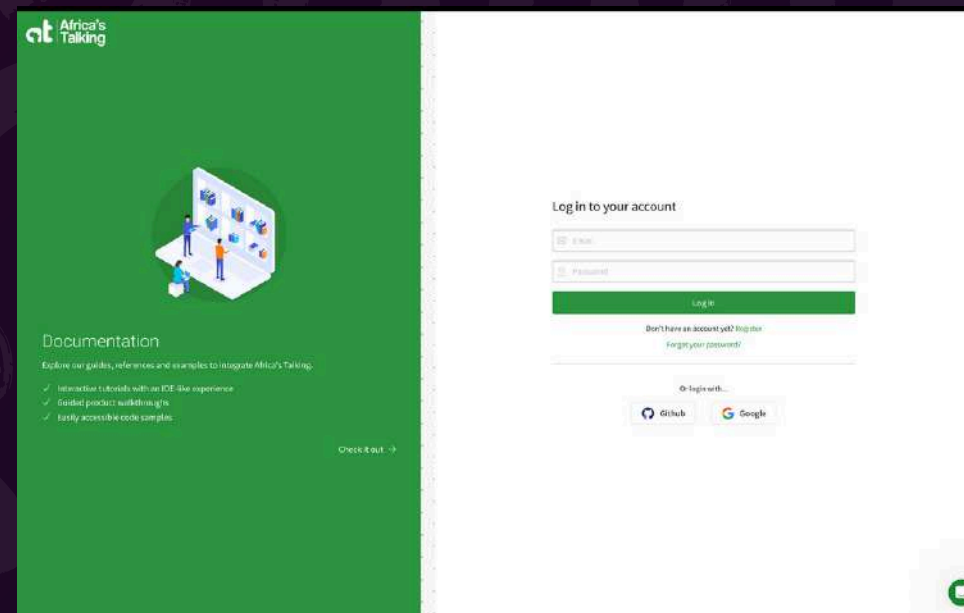 Africa's
Talking
Documentation
Explore our guides, references and examples to integrate Africa's Talking.
✓ Interactive tutorials with an IDE-like experience
✓ Guided product walkthroughs
✓ Easily accessible code samples
Check it out →
Log in to your account
Email
Password
Log in
Don't have an account yet? Register
Forgot your password?
Or login with...
Github
Google